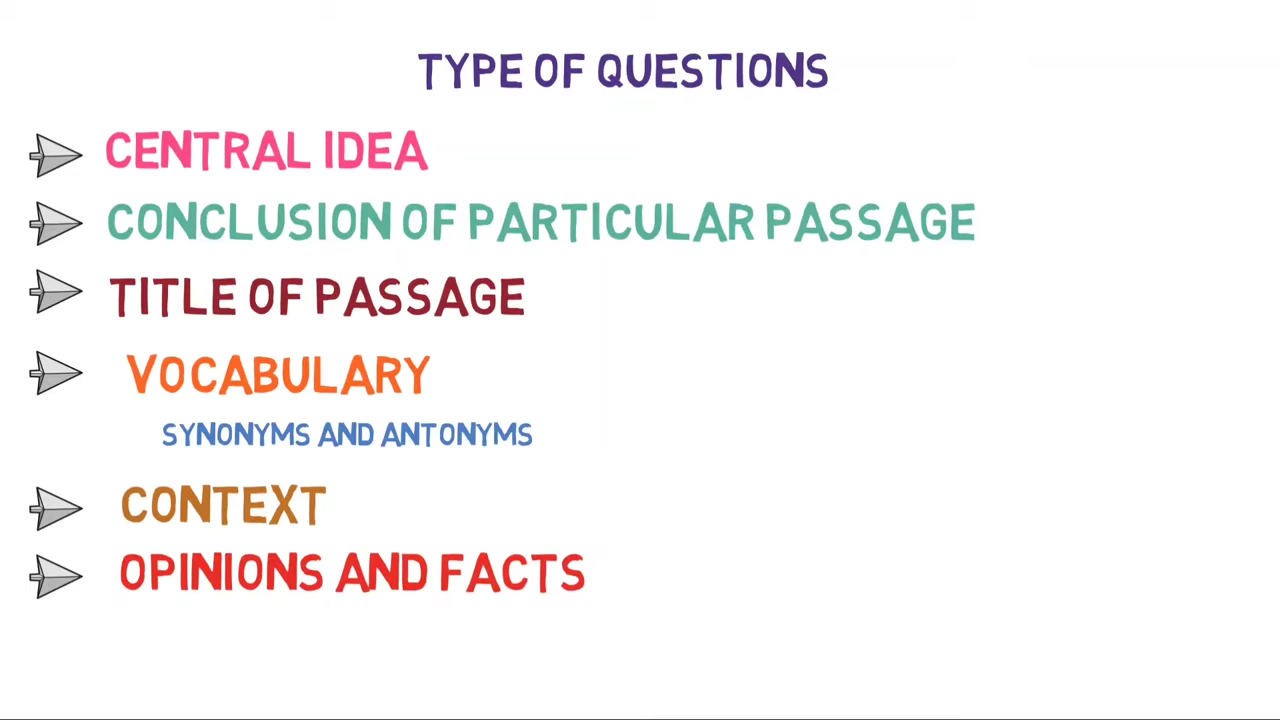 TYPE OF QUESTIONS
CENTRAL IDEA
CONCLUSION OF PARTICULAR PASSAGE
TITLE OF PASSAGE
VOCABULARY
SYNONYMS AND ANTONYMS
CONTEXT
OPINIONS AND FACTS